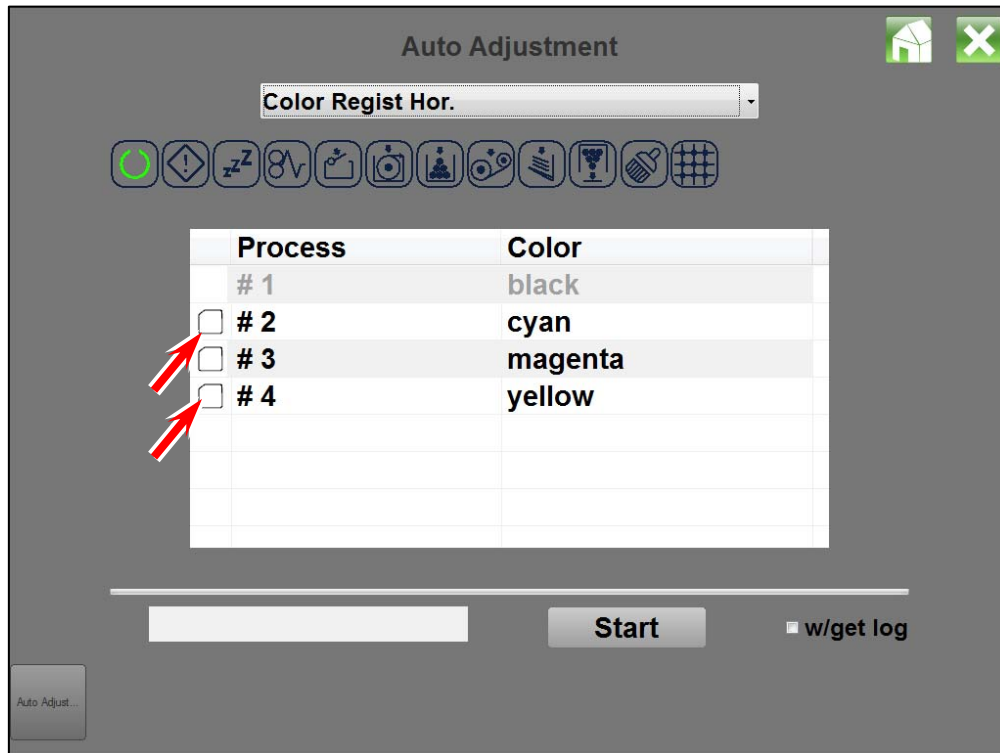 Auto Adjustment
Color Regist Hor.
zzZ
Process Color
# 1 black
# 2 cyan
# 3 magenta
# 4 yellow
Start
w/get log
Auto Adjust...